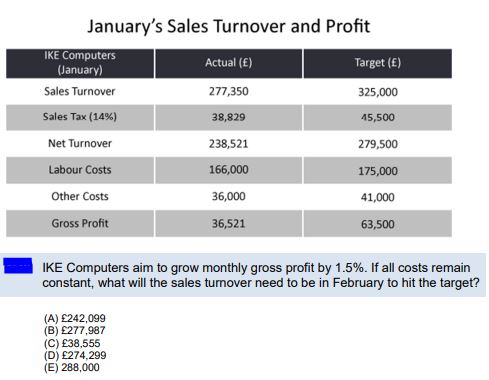 January's Sales Turnover and Profit
IKE Computers
(January)
Actual (£)
Target (£)
Sales Turnover 277,350 325,000
Sales Tax (14%) 38,829 45,500
Net Turnover 238,521 279,500
Labour Costs 166,000 175,000
Other Costs 36,000 41,000
Gross Profit 36,521 63,500
IKE Computers aim to grow monthly gross profit by 1.5%. If all costs remain
constant, what will the sales turnover need to be in February to hit the target?
(A) £242,099
(B) £277,987
(C) £38,555
(D) £274,299
(E) 288,000